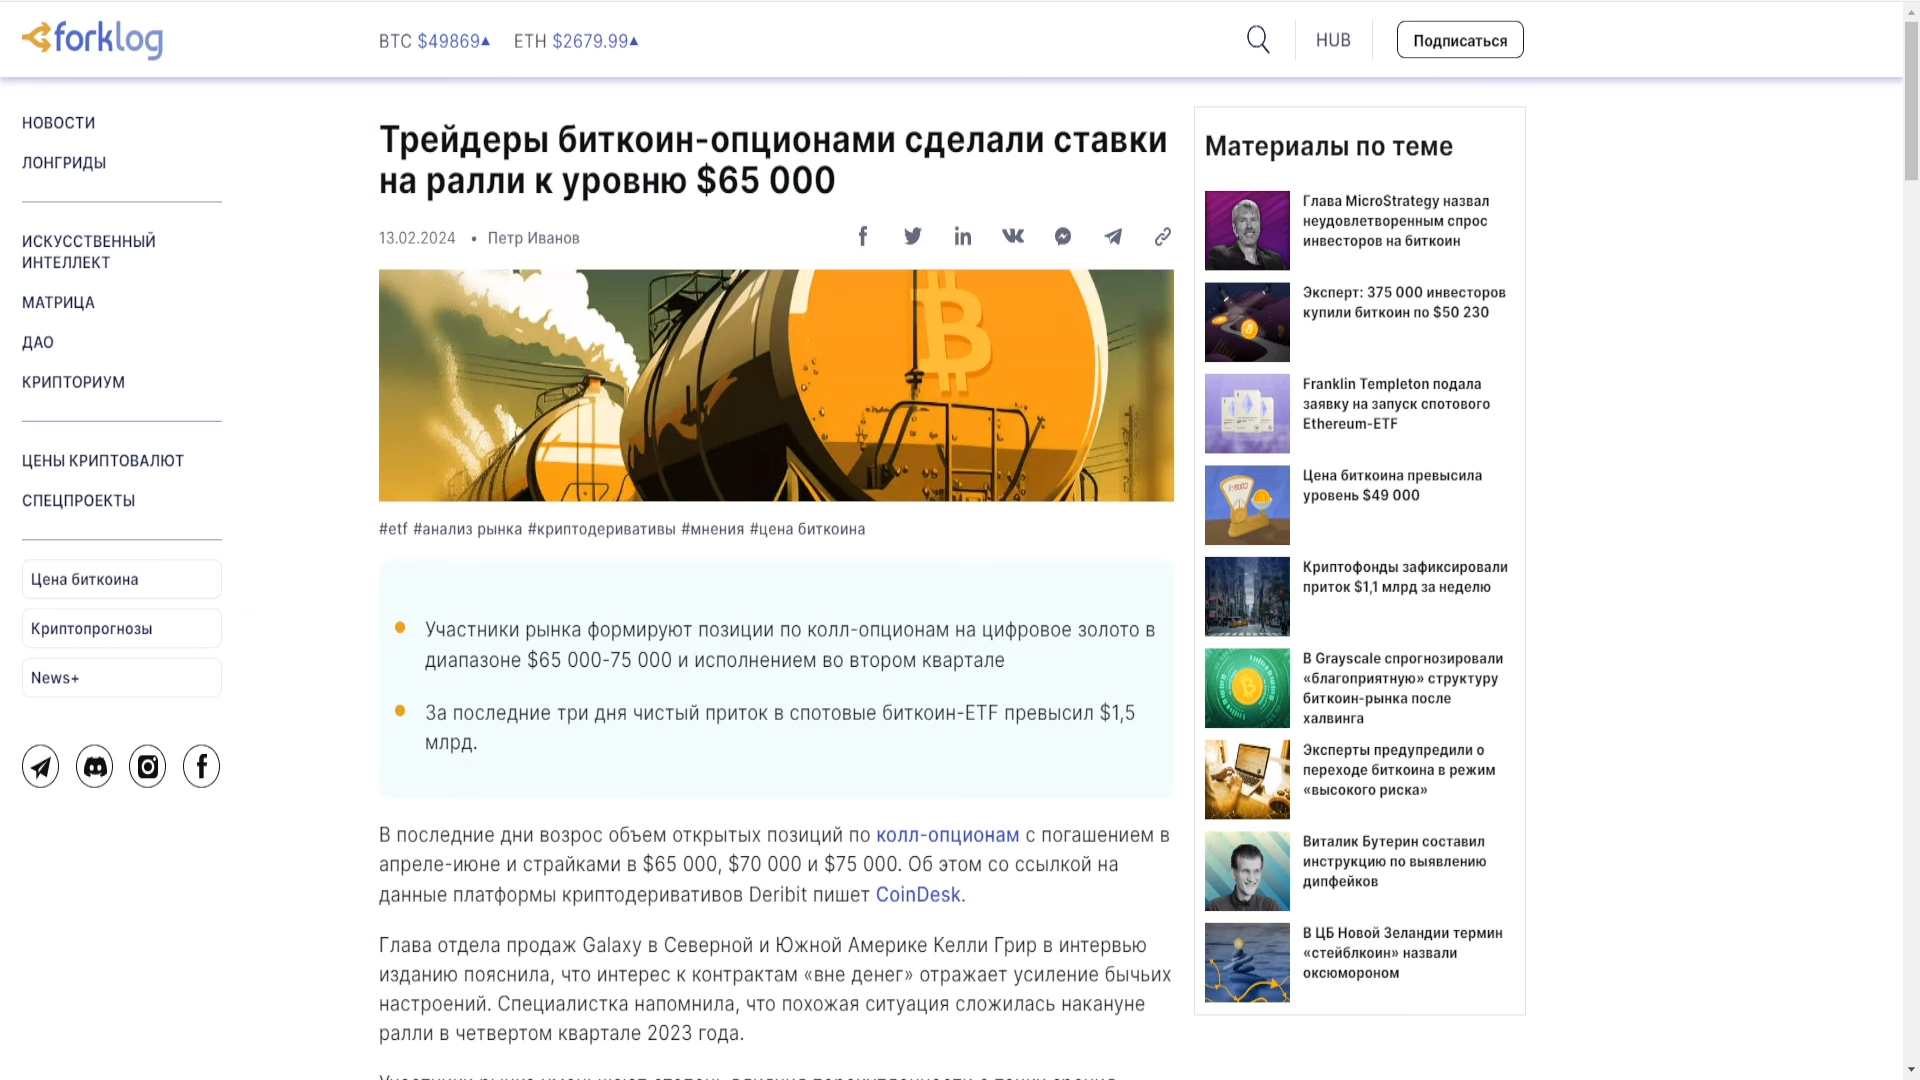 forklog
BTC $49869▲ ETH $2679.99▲
HUB
Подписаться
НОВОСТИ
ЛОНГРИДЫ
ИСКУССТВЕННЫЙ
ИНТЕЛЛЕКТ
МАТРИЦА
ДАО
КРИПТОРИУМ
ЦЕНЫ КРИПТОВАЛЮТ
СПЕЦПРОЕКТЫ
Цена биткоина
Криптопрогнозы
News+
Трейдеры биткоин-опционами сделали ставки
на ралли к уровню $65 000
13.02.2024 • Петр Иванов
#etf #анализ рынка #криптодеривативы #мнения #цена биткоина
Участники рынка формируют позиции по колл-опционам на цифровое золото в
диапазоне $65 000-75 000 и исполнением во втором квартале
За последние три дня чистый приток в спотовые биткоин-ETF превысил $1,5
млрд.
В последние дни возрос объем открытых позиций по колл-опционам с погашением в
апреле-июне и страйками в $65 000, $70 000 и $75 000. Об этом со ссылкой на
данные платформы криптодеривативов Deribit пишет CoinDesk.
Глава отдела продаж Galaxy в Северной и Южной Америке Келли Грир в интервью
изданию пояснила, что интерес к контрактам «вне денег» отражает усиление бычьих
настроений. Специалистка напомнила, что похожая ситуация сложилась накануне
ралли в четвертом квартале 2023 года.
Материалы по теме
Глава MicroStrategy назвал
неудовлетворенным спрос
инвесторов на биткоин
Эксперт: 375 000 инвесторов
купили биткоин по $50 230
Franklin Templeton подала
заявку на запуск спотового
Ethereum-ETF
Цена биткоина превысила
уровень $49 000
Криптофонды зафиксировали
приток $1,1 млрд за неделю
В Grayscale спрогнозировали
«благоприятную» структуру
биткоин-рынка после
халвинга
Эксперты предупредили о
переходе биткоина в режим
«высокого риска»
Виталик Бутерин составил
инструкцию по выявлению
дипфейков
В ЦБ Новой Зеландии термин
«стейблкоин» назвали
оксюмороном